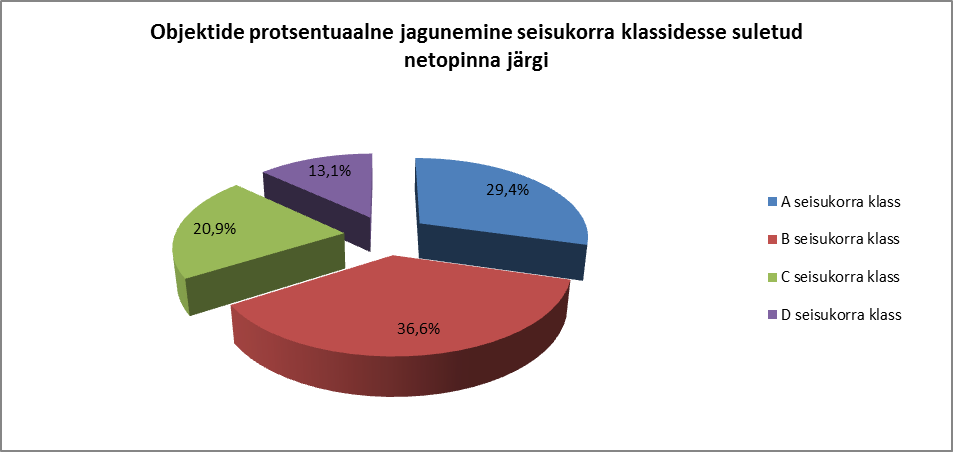 Objektide protsentuaalne jagunemine seisukorra klassidesse suletud
netopinna järgi
13,1%
29,4%
20,9%
36,6%
A seisukorra klass
B seisukorra klass
C seisukorra klass
D seisukorra klass